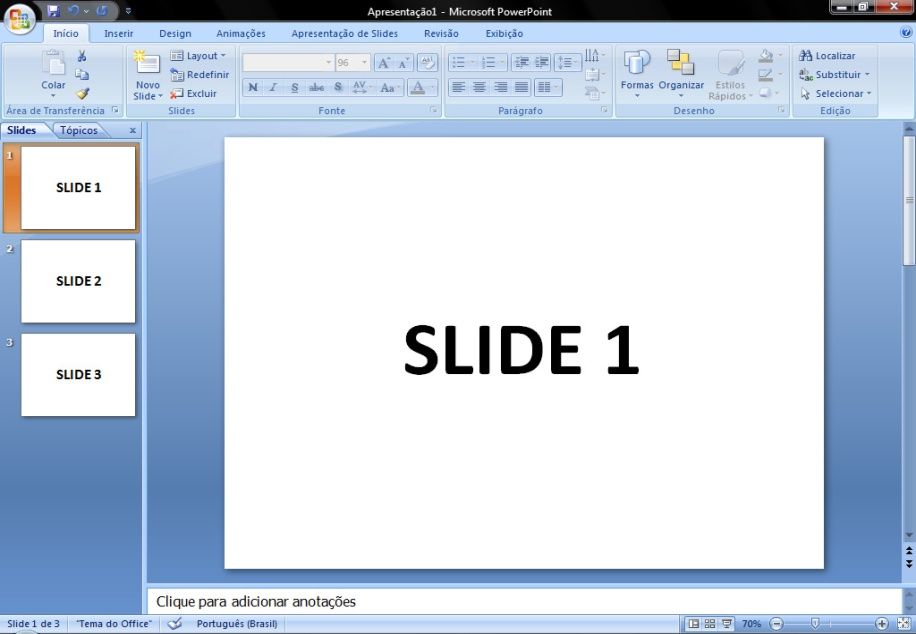 Apresentação1 - Microsoft PowerPoint
Início Inserir Design Animações Apresentação de Slides Revisão Exibição
Colar
Área de Transferência
Novo
Slide
Layout
Redefinir
Excluir
Slides
96
A A
N I S abc S AV Aa A
Fonte
Parágrafo
Formas Organizar Estilos
Rápidos
Desenho
Localizar
Substituir
Selecionar
Edição
Slides Tópicos x
1
SLIDE 1
2
SLIDE 2
3
SLIDE 3
SLIDE 1
Clique para adicionar anotações
Slide 1 de 3 "Tema do Office" Português (Brasil) 70%